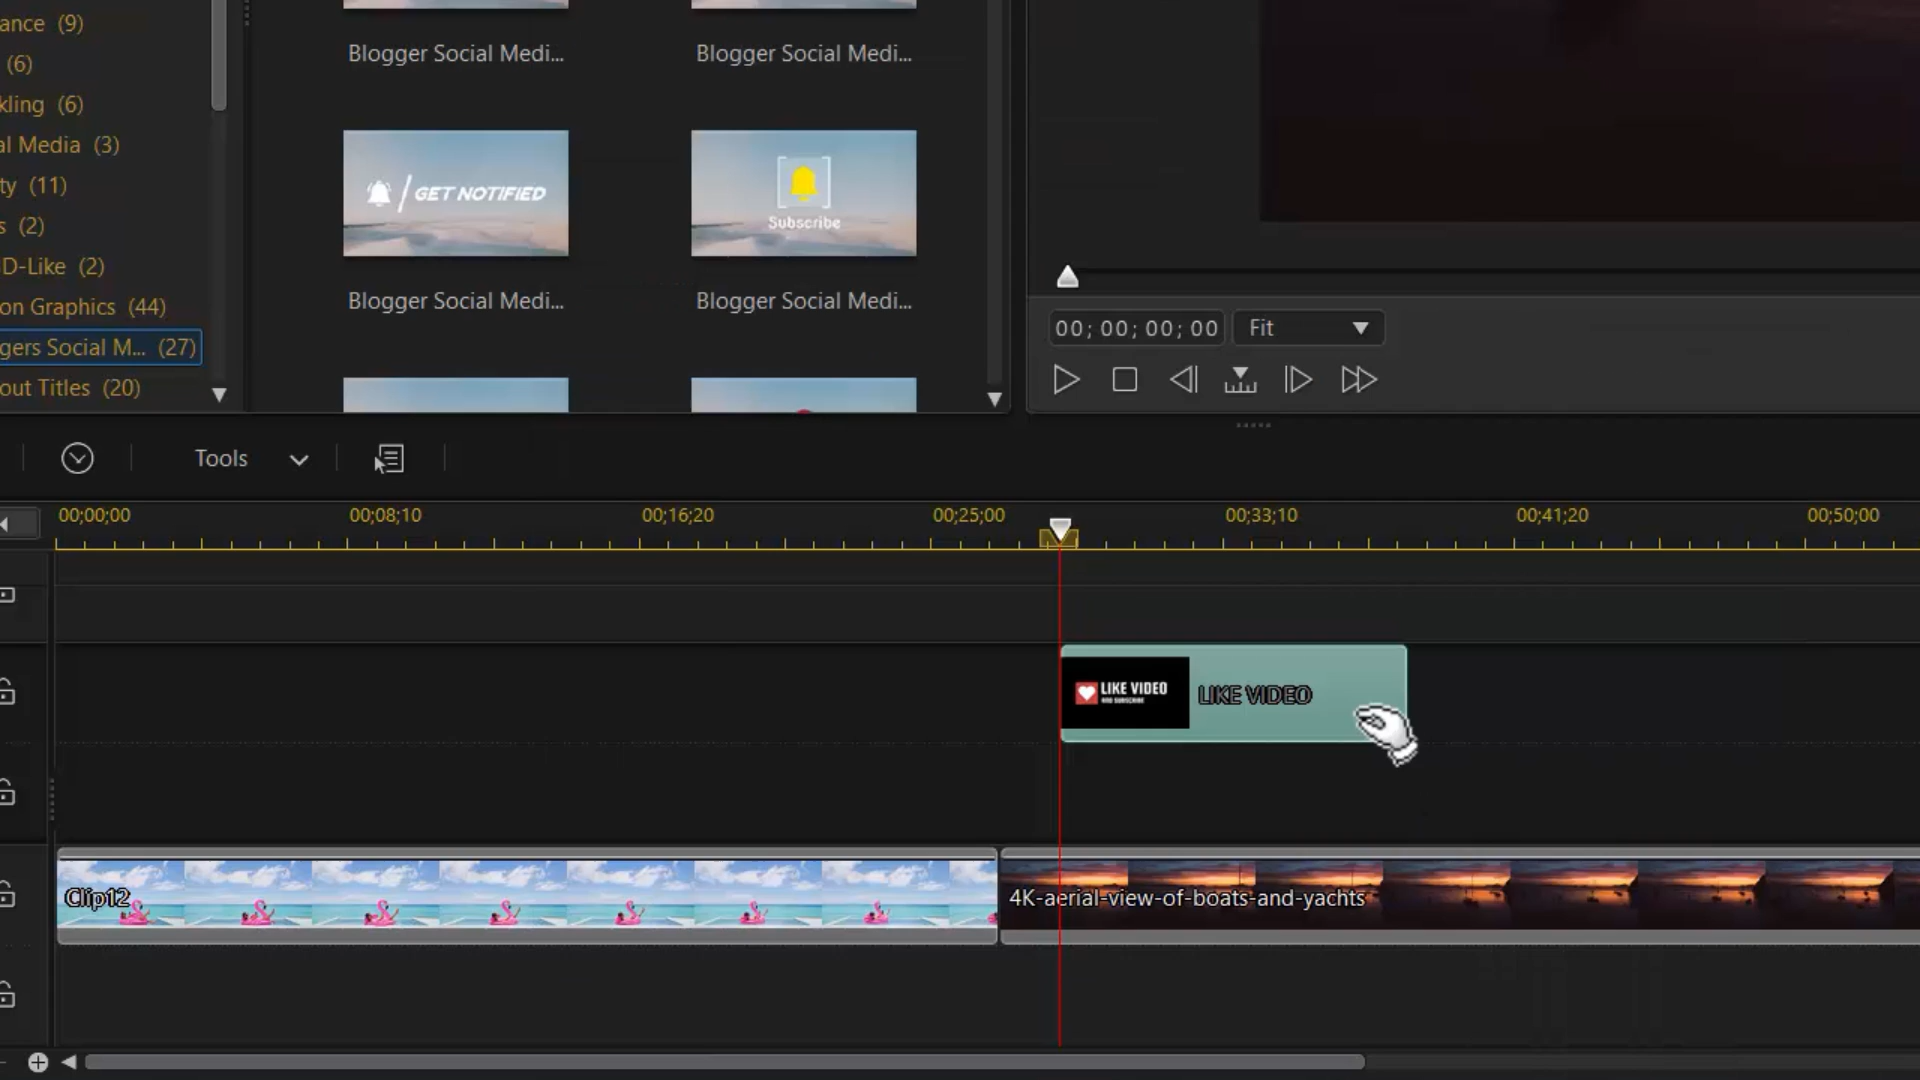 ance (9)
(6)
kling (6)
al Media (3)
ty (11)
s (2)
D-Like (2)
on Graphics (44)
gers Social M... (27)
out Titles (20)
Blogger Social Medi...
Blogger Social Medi...
GET NOTIFIED
Subscribe
Blogger Social Medi...
Blogger Social Medi...
00; 00; 00; 00
Fit
Tools
00;00;00
00;08;10
00;16;20
00;25;00
00;33;10
00;41;20
00;50;00
LIKE VIDEO
AND SUBSCRIBE
LIKE VIDEO
Clip12
4K-aerial-view-of-boats-and-yachts